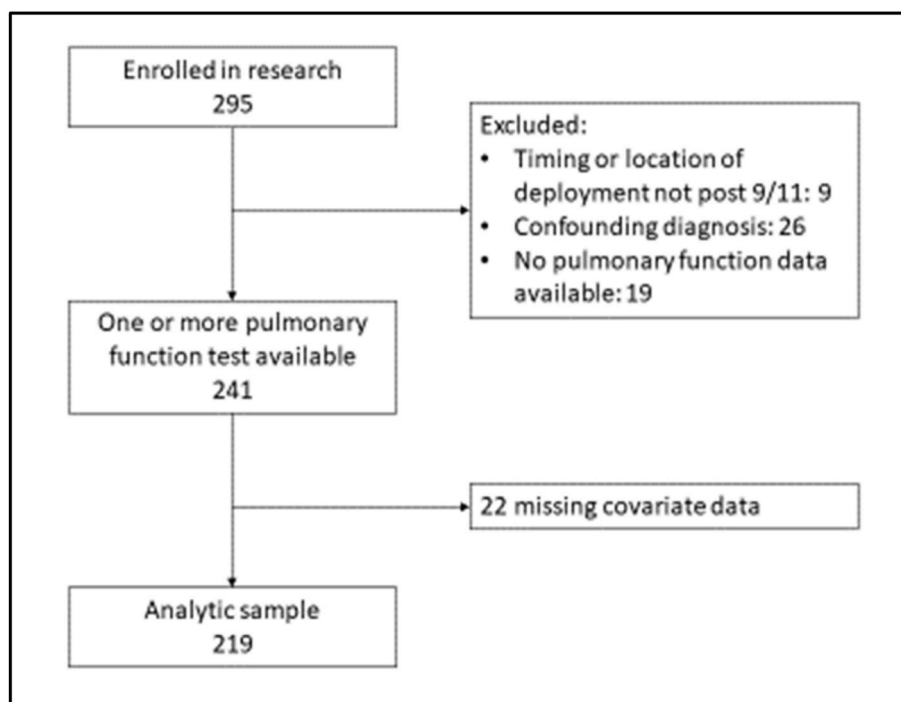 Enrolled in research
295
Excluded:
• Timing or location of
deployment not post 9/11: 9
• Confounding diagnosis: 26
• No pulmonary function data
available: 19
One or more pulmonary
function test available
241
22 missing covariate data
Analytic sample
219